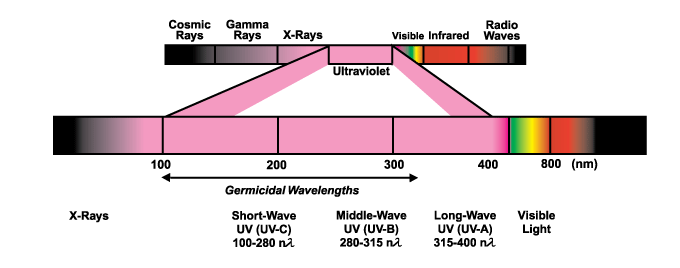 Cosmic Rays
Gamma Rays
X-Rays
Visible
Infrared
Radio Waves
Ultraviolet
100
200
300
400
800
(nm)
Germicidal Wavelengths
X-Rays
Short-Wave
UV (UV-C)
100-280 nλ
Middle-Wave
UV (UV-B)
280-315 nλ
Long-Wave
UV (UV-A)
315-400 nλ
Visible
Light